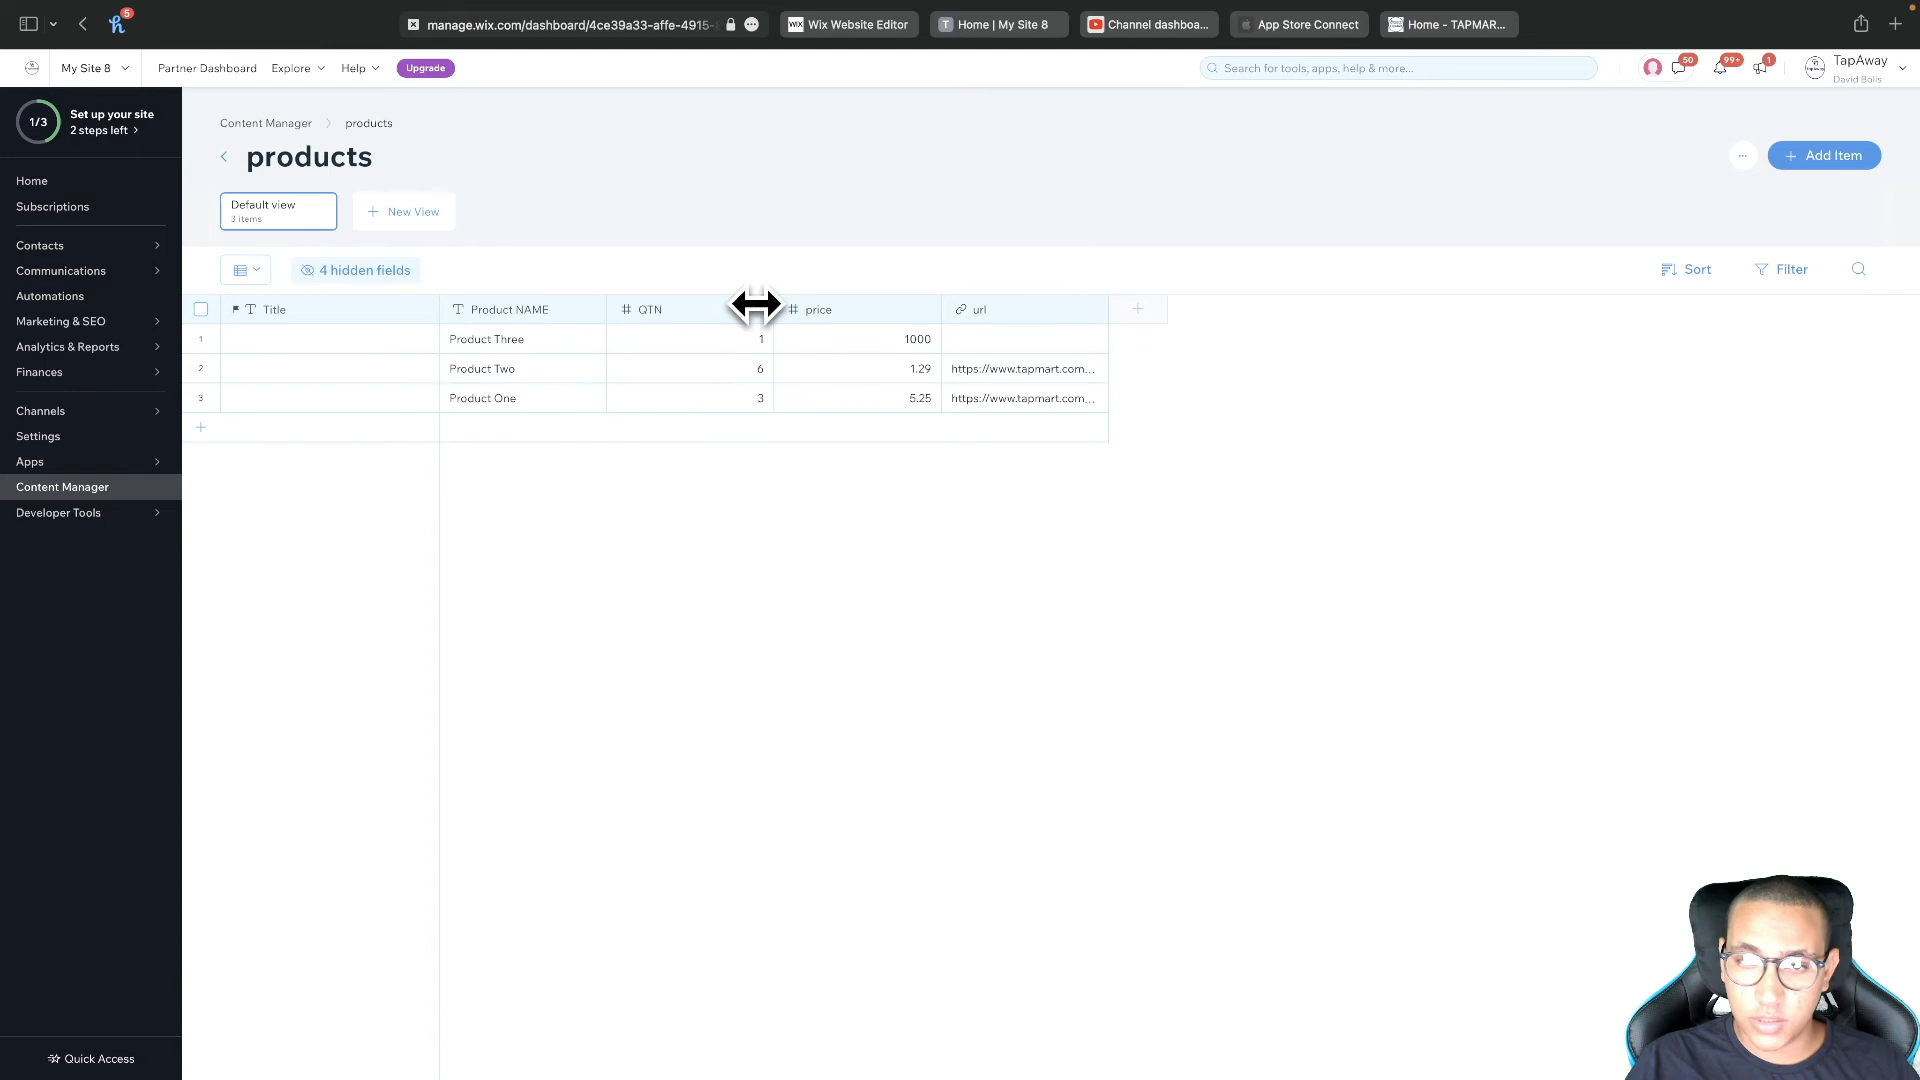 5
manage.wix.com/dashboard/4ce39a33-affe-4915-
Wix Website Editor
T Home | My Site 8
Channel dashboa...
App Store Connect
Home - TAPMAR...
My Site 8
Partner Dashboard
Explore
Help
Upgrade
Search for tools, apps, help & more...
50
99+
1
TapAway
David Bolis
1/3
Set up your site
2 steps left
Home
Subscriptions
Contacts
Communications
Automations
Marketing & SEO
Analytics & Reports
Finances
Channels
Settings
Apps
Content Manager
Developer Tools
Quick Access
Content Manager > products
products
Add Item
Default view
3 items
New View
4 hidden fields
Sort
Filter
Title Product NAME QTN price url
1 Product Three 1 1000
2 Product Two 6 1.29 https://www.tapmart.com...
3 Product One 3 5.25 https://www.tapmart.com...